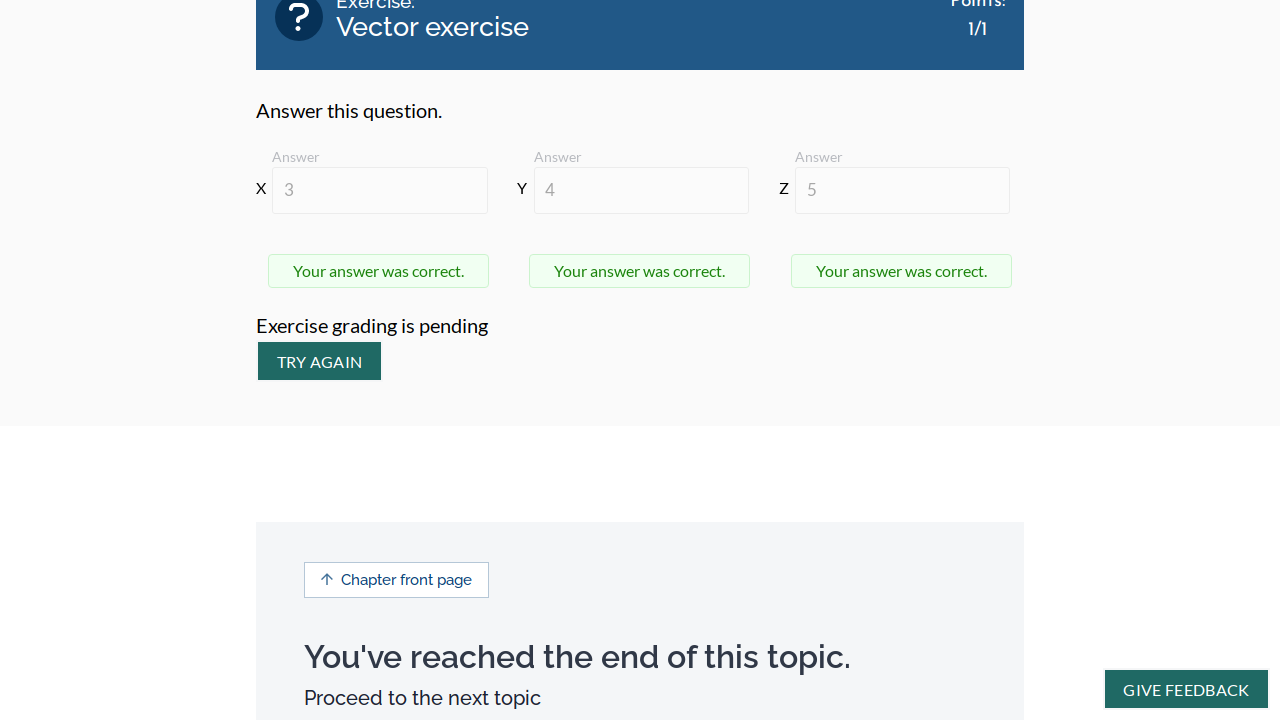 Exercise:
Points:
Vector exercise
1/1
Answer this question.
Answer Answer Answer
X 3 Y 4 Z 5
Your answer was correct. Your answer was correct. Your answer was correct.
Exercise grading is pending
TRY AGAIN
Chapter front page
You've reached the end of this topic.
Proceed to the next topic
GIVE FEEDBACK